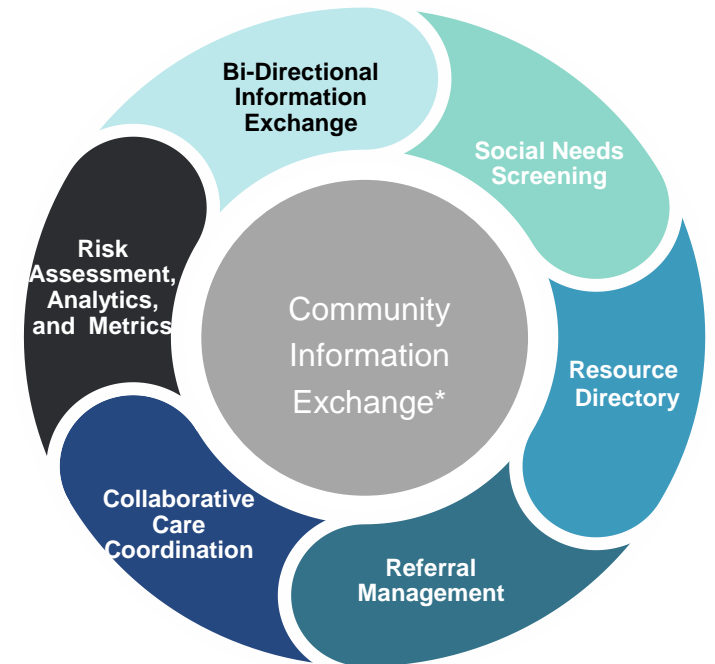 Bi-Directional
Information
Exchange
Social Needs
Screening
Resource
Directory
Referral
Management
Collaborative
Care
Coordination
Risk
Assessment,
Analytics,
and Metrics
Community
Information
Exchange*